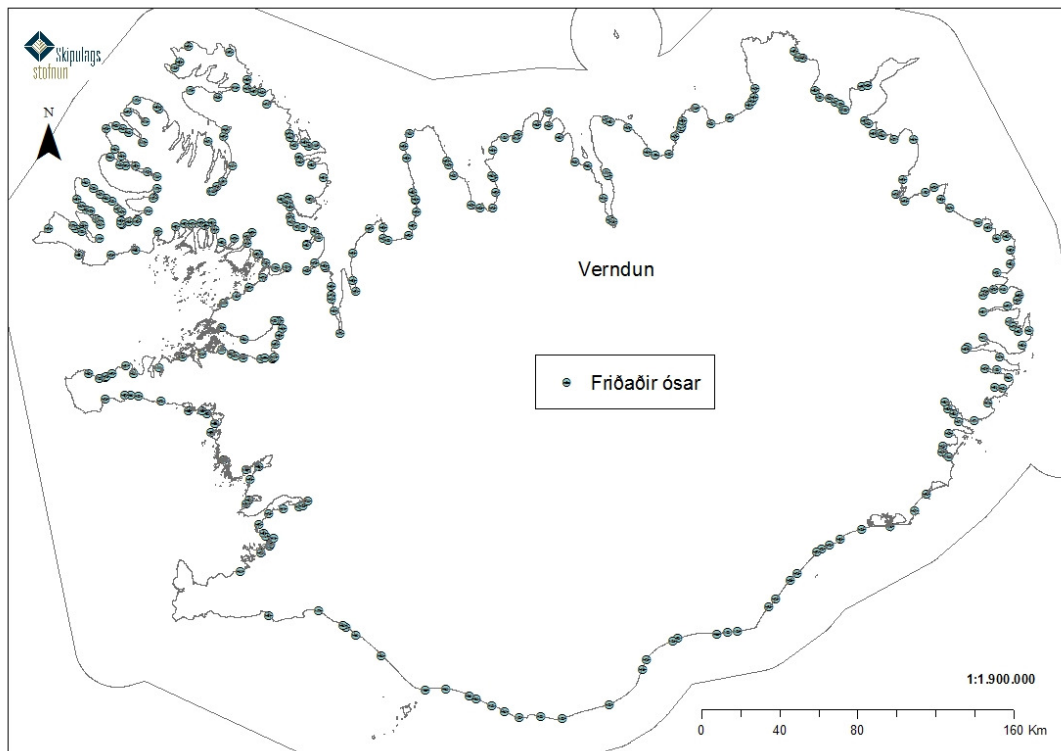 Skipulags
stofnun
N
Verndun
Friðaðir ósar
1:1.900.000
0 40 80 160 Km